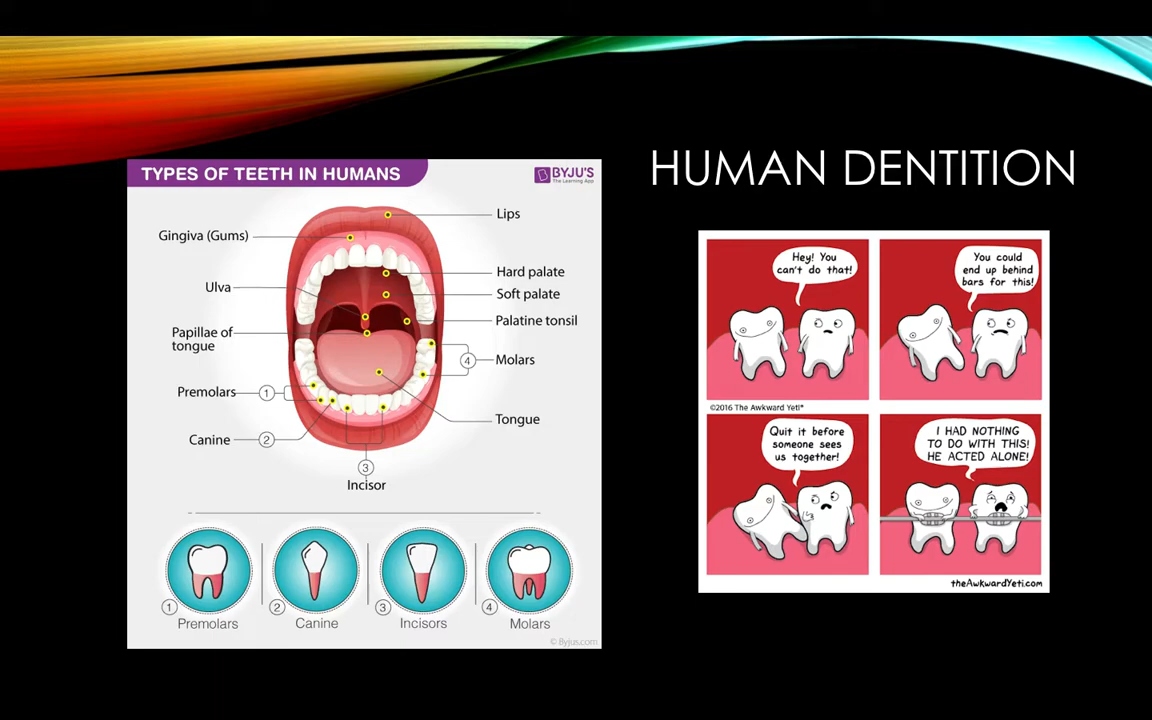 HUMAN DENTITION
TYPES OF TEETH IN HUMANS
BYJU'S
The Learning App
Lips
Gingiva (Gums)
Hard palate
Ulva
Soft palate
Palatine tonsil
Papillae of
tongue
4
Molars
Premolars
1
Tongue
Canine
2
3
Incisor
1
Premolars
2
Canine
3
Incisors
4
Molars
© Byjus.com
Hey! You
can't do that!
You could
end up behind
bars for this!
©2016 The Awkward Yeti*
Quit it before
someone sees
us together!
I HAD NOTHING
TO DO WITH THIS!
HE ACTED ALONE!
theAwkwardYeti.com